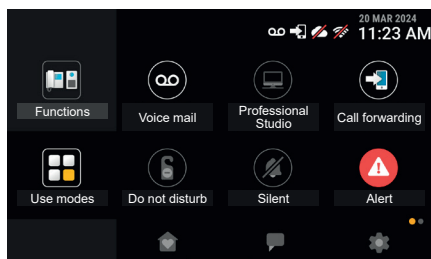 20 MAR 2024
11:23 AM
Functions
Voice mail
Professional
Studio
Call forwarding
Use modes
Do not disturb
Silent
Alert